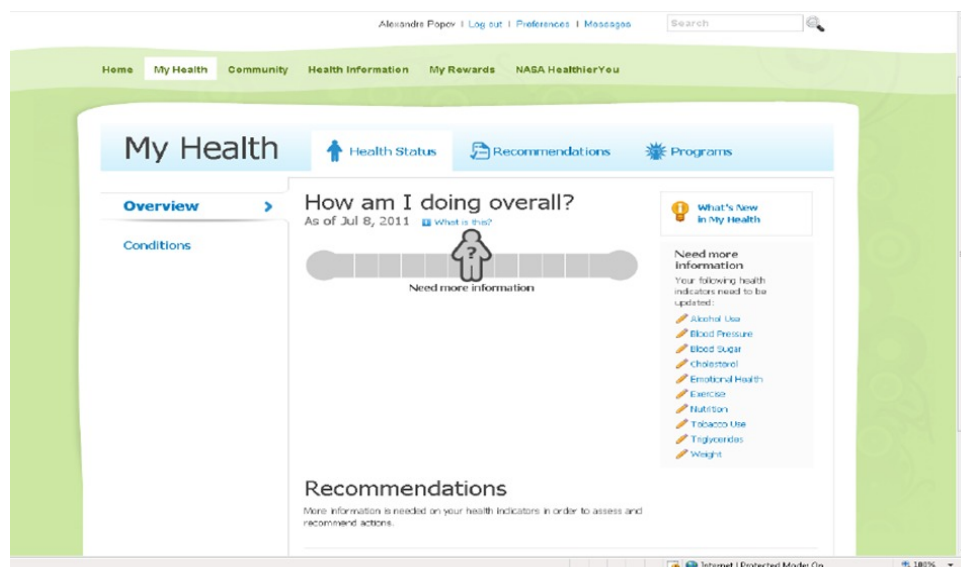 Alexandra Popov | Log out | Preferences | Messages
Search
Home My Health Community Health Information My Rewards NASA HealthierYou
My Health
Health Status
Recommendations
Programs
Overview
Conditions
How am I doing overall?
As of Jul 8, 2011
What is this?
?
Need more information
What's New
in My Health
Need more
information
Your following health
indicators need to be
updated:
Alcohol Use
Blood Pressure
Blood Sugar
Cholesterol
Emotional Health
Exercise
Nutrition
Tobacco Use
Triglycerides
Weight
Recommendations
More information is needed on your health indicators in order to assess and
recommend actions.
Internet | Protected Mode: On
100%